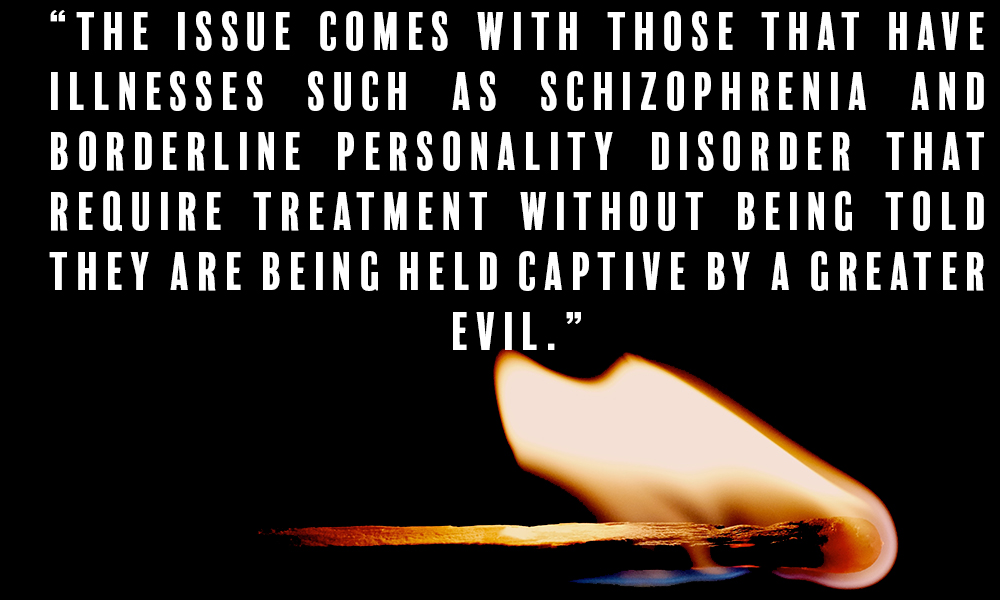 “THE ISSUE COMES WITH THOSE THAT HAVE
ILLNESSES SUCH AS SCHIZOPHRENIA AND
BORDERLINE PERSONALITY DISORDER THAT
REQUIRE TREATMENT WITHOUT BEING TOLD
THEY ARE BEING HELD CAPTIVE BY A GREATER
EVIL.”